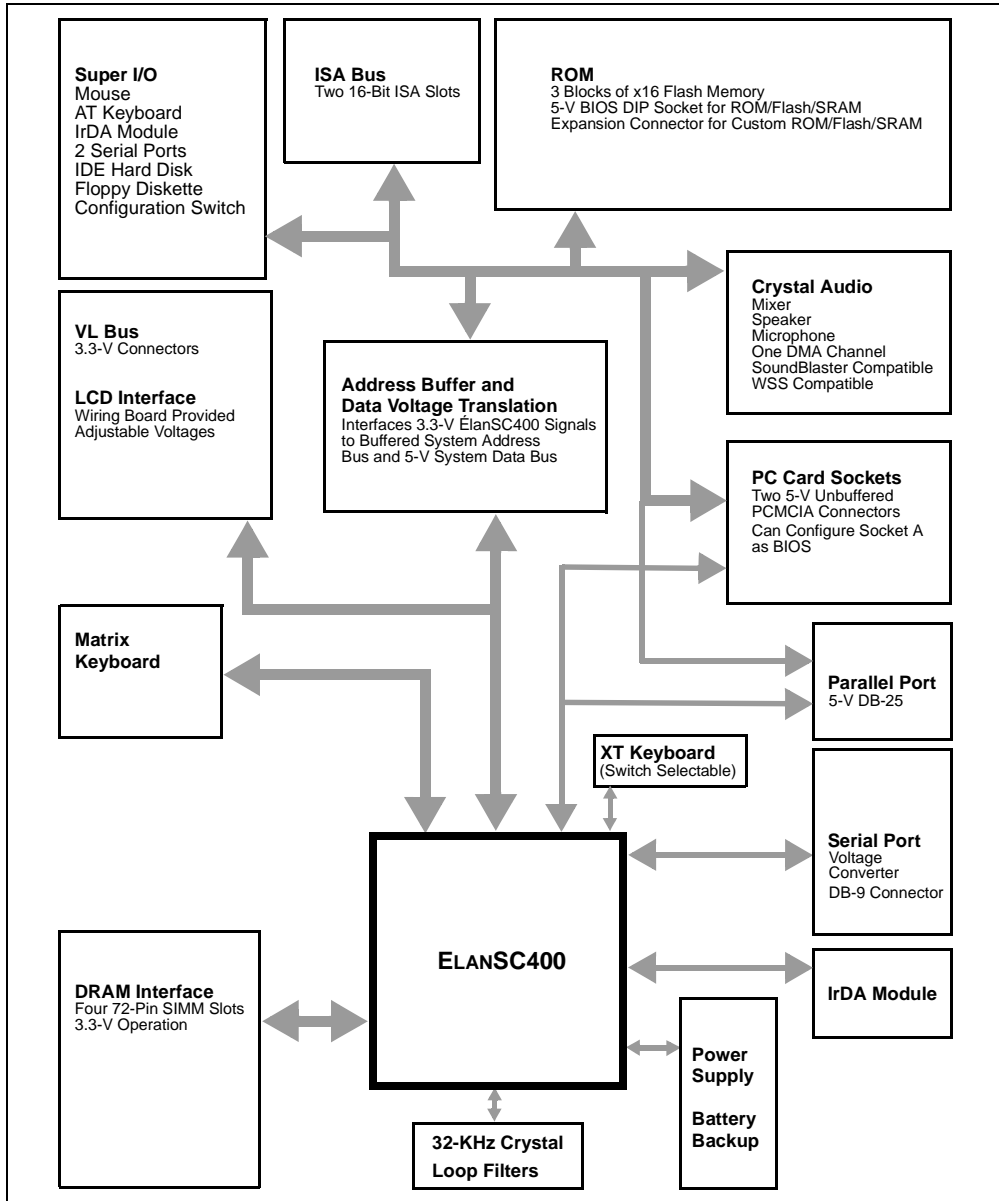 Super I/O
Mouse
AT Keyboard
IrDA Module
2 Serial Ports
IDE Hard Disk
Floppy Diskette
Configuration Switch
ISA Bus
Two 16-Bit ISA Slots
ROM
3 Blocks of x16 Flash Memory
5-V BIOS DIP Socket for ROM/Flash/SRAM
Expansion Connector for Custom ROM/Flash/SRAM
Crystal Audio
Mixer
Speaker
Microphone
One DMA Channel
SoundBlaster Compatible
WSS Compatible
VL Bus
3.3-V Connectors
LCD Interface
Wiring Board Provided
Adjustable Voltages
Address Buffer and
Data Voltage Translation
Interfaces 3.3-V ÉlanSC400 Signals
to Buffered System Address
Bus and 5-V System Data Bus
PC Card Sockets
Two 5-V Unbuffered
PCMCIA Connectors
Can Configure Socket A
as BIOS
Matrix
Keyboard
Parallel Port
5-V DB-25
XT Keyboard
(Switch Selectable)
Serial Port
Voltage
Converter
DB-9 Connector
ELANSC400
IrDA Module
DRAM Interface
Four 72-Pin SIMM Slots
3.3-V Operation
Power
Supply
Battery
Backup
32-KHz Crystal
Loop Filters